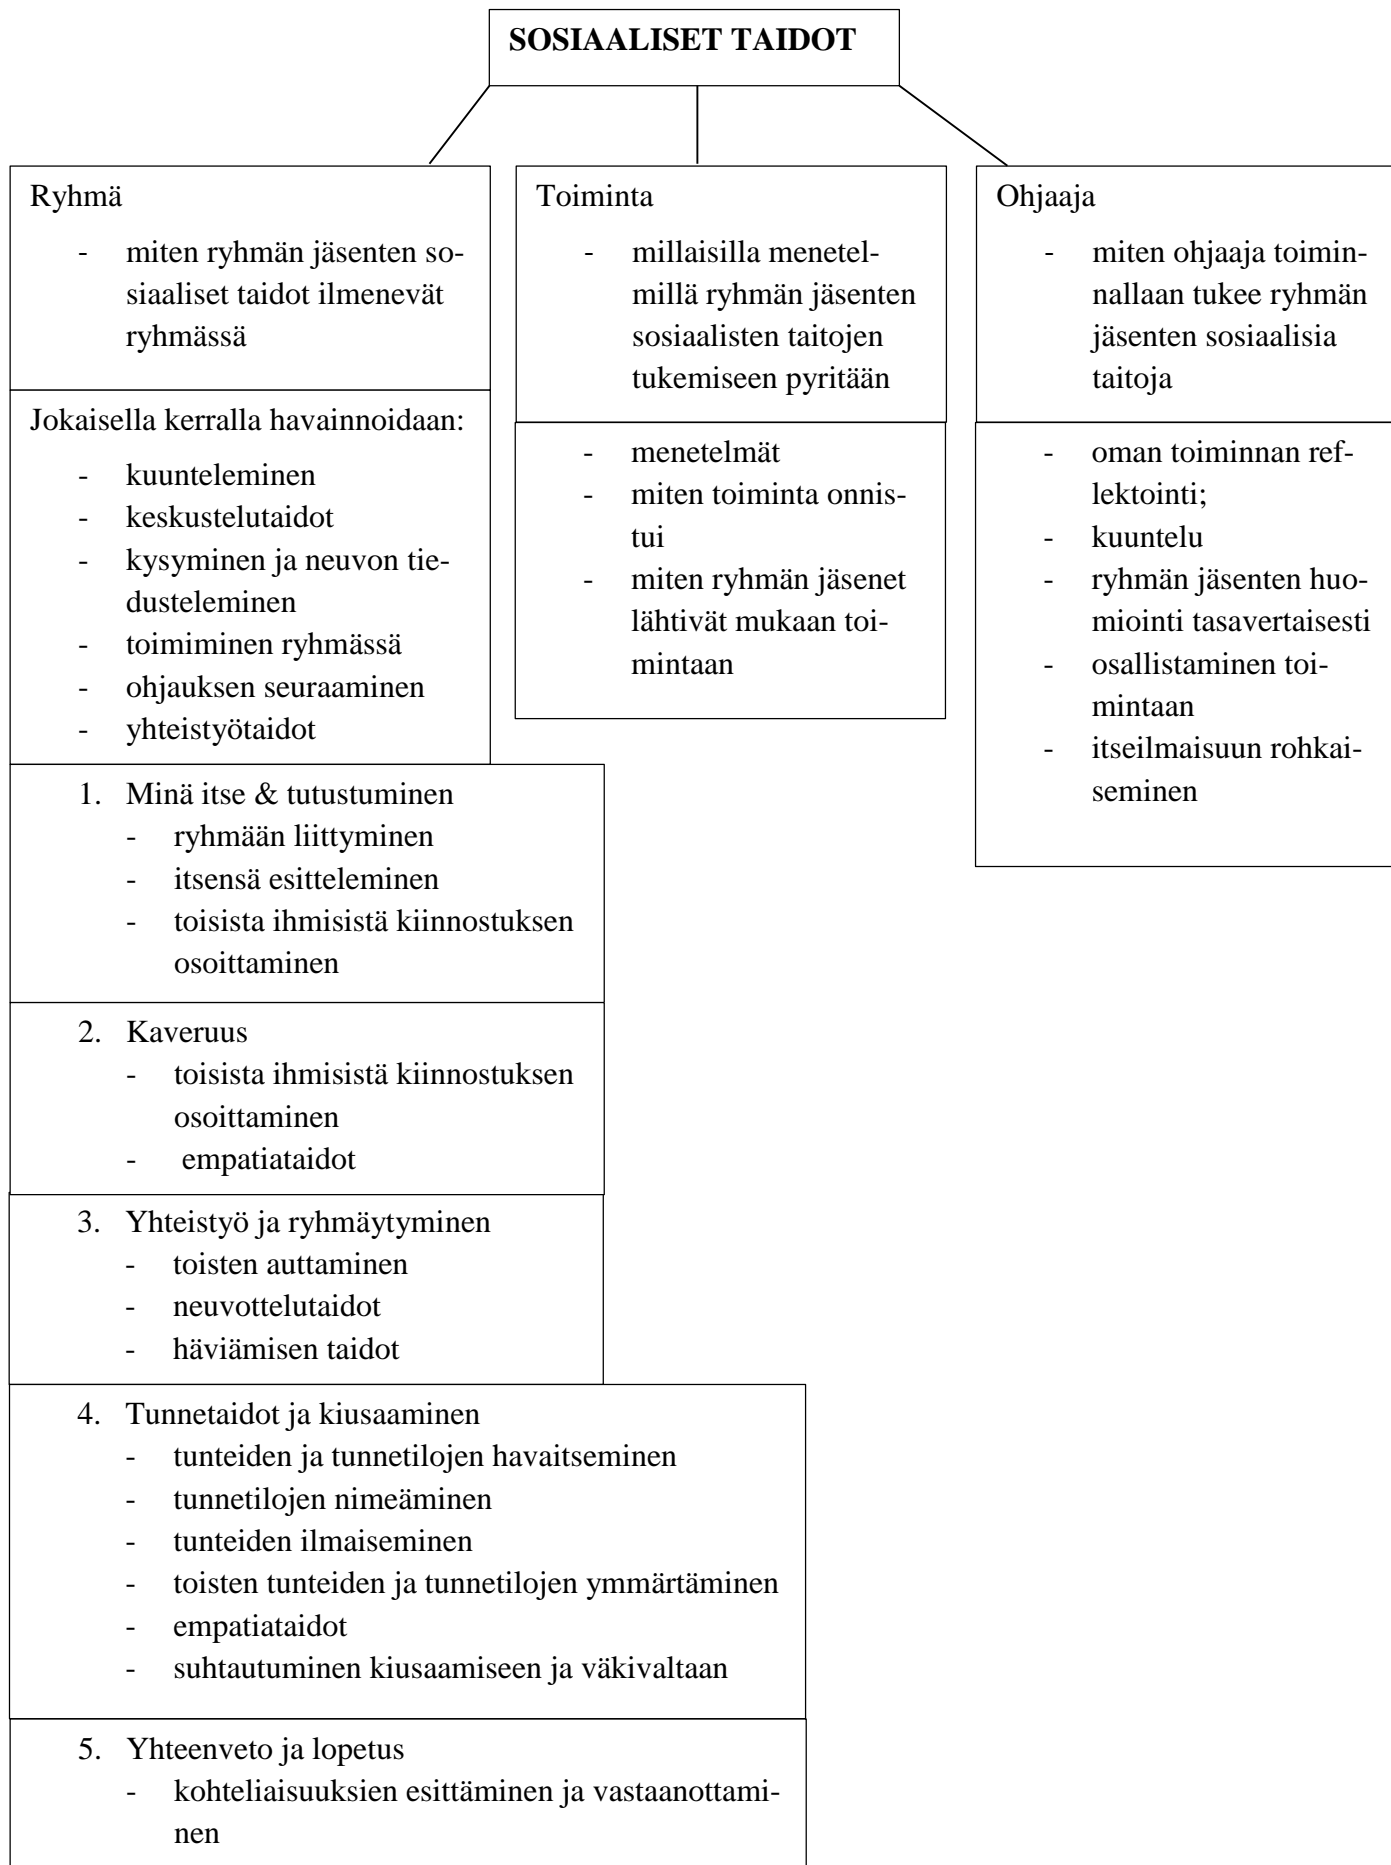 SOSIAALISET TAIDOT
Ryhmä
- miten ryhmän jäsenten so-
siaaliset taidot ilmenevät
ryhmässä
Jokaisella kerralla havainnoidaan:
- kuunteleminen
- keskustelutaidot
- kysyminen ja neuvon tie-
dusteleminen
- toimiminen ryhmässä
- ohjauksen seuraaminen
- yhteistyötaidot
1. Minä itse & tutustuminen
- ryhmään liittyminen
- itsensä esitteleminen
- toisista ihmisistä kiinnostuksen
osoittaminen
2. Kaveruus
- toisista ihmisistä kiinnostuksen
osoittaminen
- empatiataidot
3. Yhteistyö ja ryhmäytyminen
- toisten auttaminen
- neuvottelutaidot
- häviämisen taidot
4. Tunnetaidot ja kiusaaminen
- tunteiden ja tunnetilojen havaitseminen
- tunnetilojen nimeäminen
- tunteiden ilmaiseminen
- toisten tunteiden ja tunnetilojen ymmärtäminen
- empatiataidot
- suhtautuminen kiusaamiseen ja väkivaltaan
5. Yhteenveto ja lopetus
- kohteliaisuuksien esittäminen ja vastaanottami-
nen
Toiminta
- millaisilla menetel-
millä ryhmän jäsenten
sosiaalisten taitojen
tukemiseen pyritään
- menetelmät
- miten toiminta onnis-
tui
- miten ryhmän jäsenet
lähtivät mukaan toi-
mintaan
Ohjaaja
- miten ohjaaja toimin-
nallaan tukee ryhmän
jäsenten sosiaalisia
taitoja
- oman toiminnan ref-
lektointi;
- kuuntelu
- ryhmän jäsenten huo-
miointi tasavertaisesti
- osallistaminen toi-
mintaan
- itseilmaisuun rohkai-
seminen